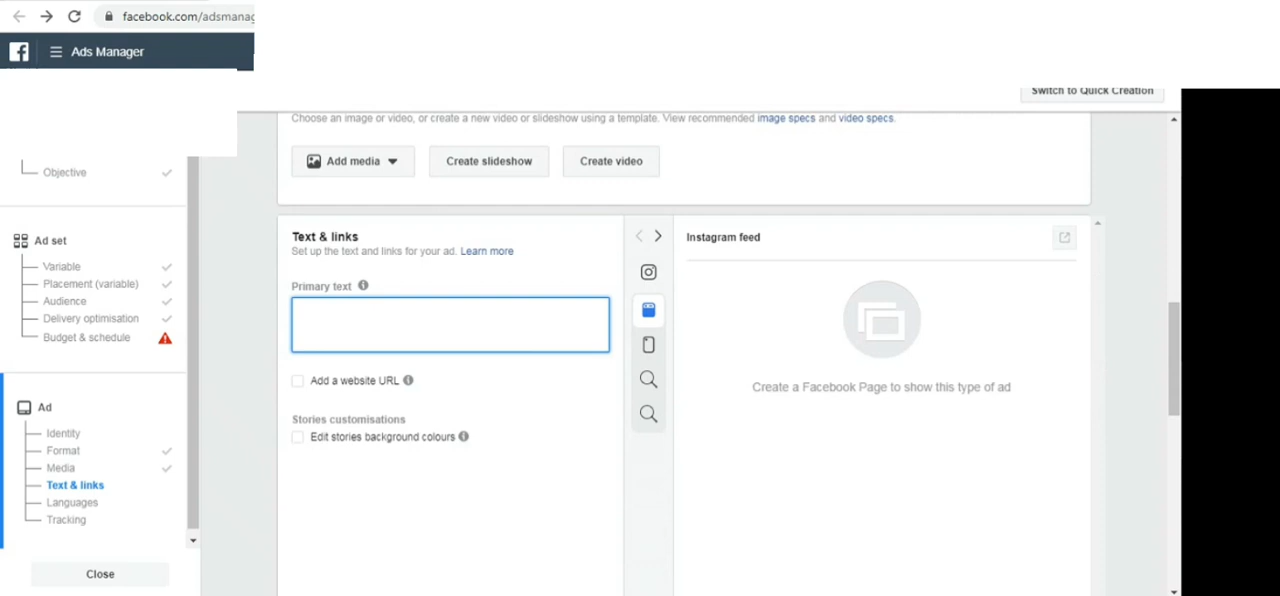 facebook.com/adsmanag
Ads Manager
Switch to Quick Creation
Choose an image or video, or create a new video or slideshow using a template. View recommended image specs and video specs.
Add media
Create slideshow
Create video
Objective
Ad set
Variable
Placement (variable)
Audience
Delivery optimisation
Budget & schedule
Ad
Identity
Format
Media
Text & links
Languages
Tracking
Close
Text & links
Set up the text and links for your ad. Learn more
Primary text
Add a website URL
Stories customisations
Edit stories background colours
Instagram feed
Create a Facebook Page to show this type of ad